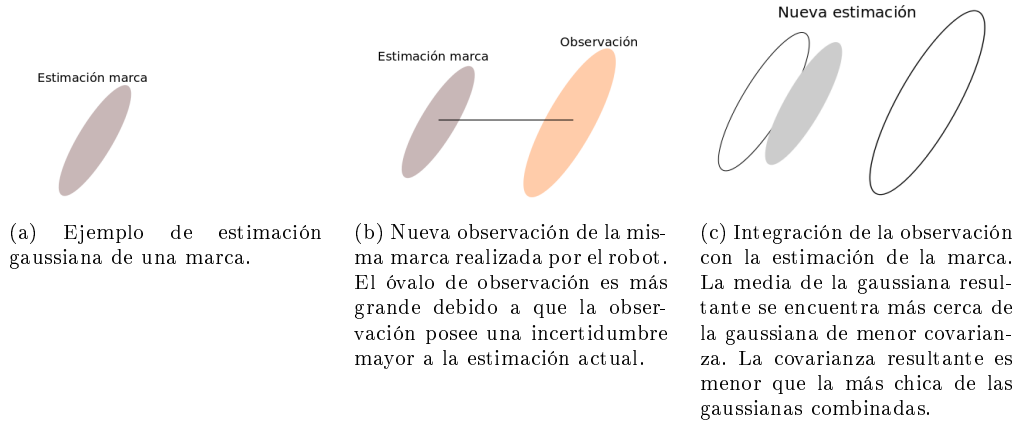 Estimación marca
(a) Ejemplo de estimación
gaussiana de una marca.
Estimación marca
Observación
(b) Nueva observación de la mis-
ma marca realizada por el robot.
El óvalo de observación es más
grande debido a que la obser-
vación posee una incertidumbre
mayor a la estimación actual.
Nueva estimación
(c) Integración de la observación
con la estimación de la marca.
La media de la gaussiana resul-
tante se encuentra más cerca de
la gaussiana de menor covarian-
za. La covarianza resultante es
menor que la más chica de las
gaussianas combinadas.